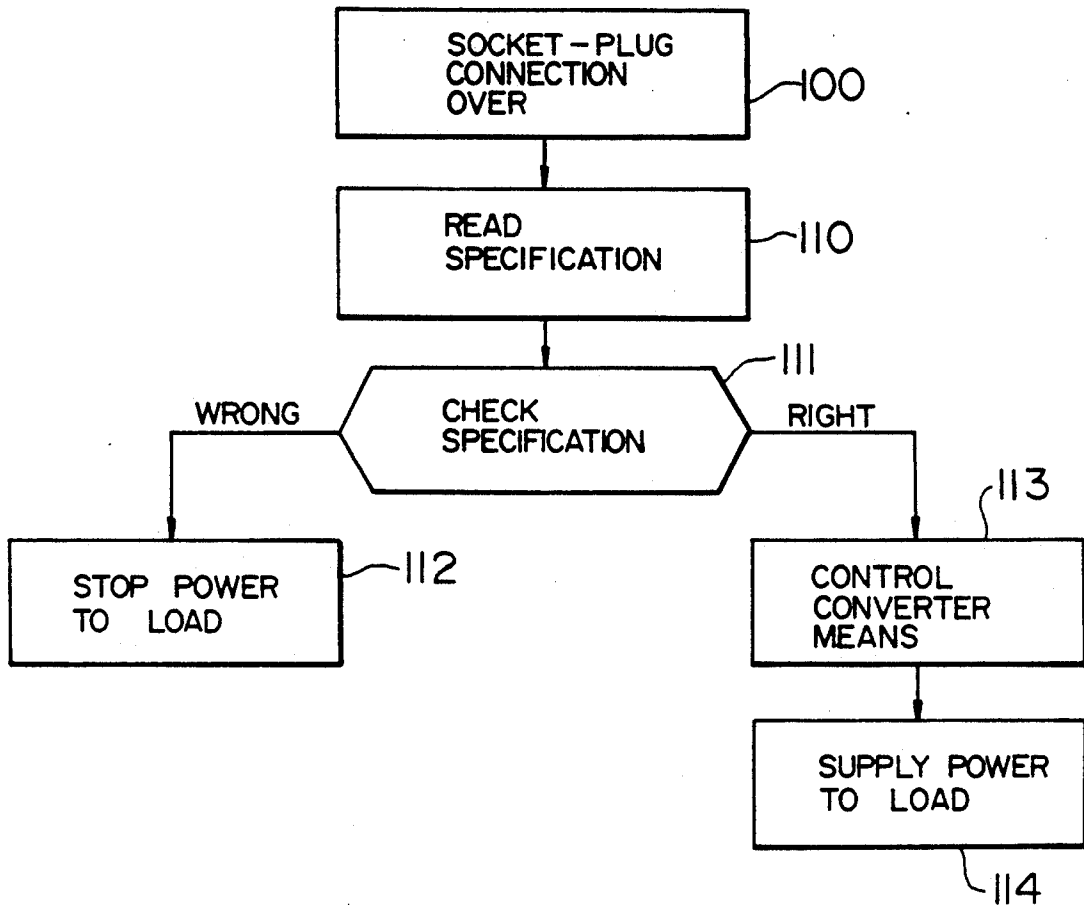 SOCKET-PLUG
CONNECTION
OVER
100
READ
SPECIFICATION
110
111
WRONG
CHECK
SPECIFICATION
RIGHT
STOP POWER
TO LOAD
112
113
CONTROL
CONVERTER
MEANS
SUPPLY POWER
TO LOAD
114